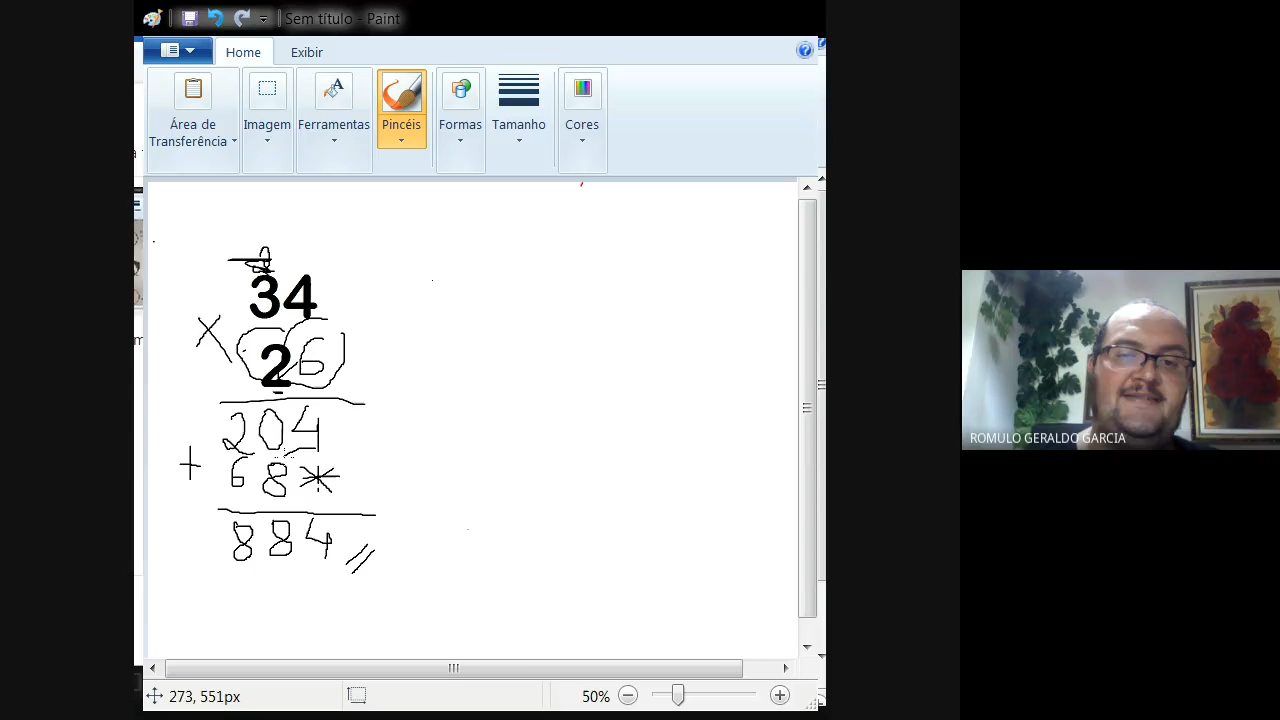 Sem título - Paint
Home Exibir
Área de Transferência
Imagem
Ferramentas
Pincéis
Formas
Tamanho
Cores
34
X 26
204
+ 68*
884 //
ROMULO GERALDO GARCIA
273, 551px
50%